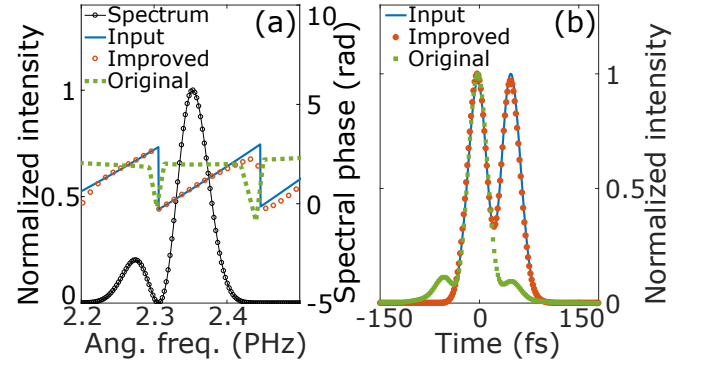 Spectrum
Input
Improved
Original
(a)
Normalized intensity
1
0.5
0
10
5
0
-5
Spectral phase (rad)
2.2
2.3
2.4
Ang. freq. (PHz)
Input
Improved
Original
(b)
1
0.5
0
Normalized intensity
-150
0
150
Time (fs)